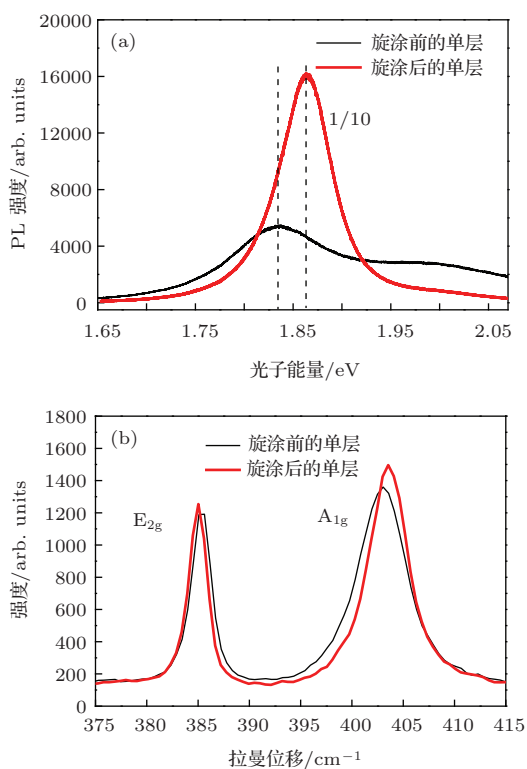 20000
(a)
旋涂前的单层
旋涂后的单层
16000
1/10
12000
8000
4000
0
PL 强度/arb. units
1.65 1.75 1.85 1.95 2.05
光子能量/eV
1800
(b)
旋涂前的单层
旋涂后的单层
1600
1400
1200
E2g
A1g
1000
800
600
400
200
0
强度/arb. units
375 380 385 390 395 400 405 410 415
拉曼位移/cm−1